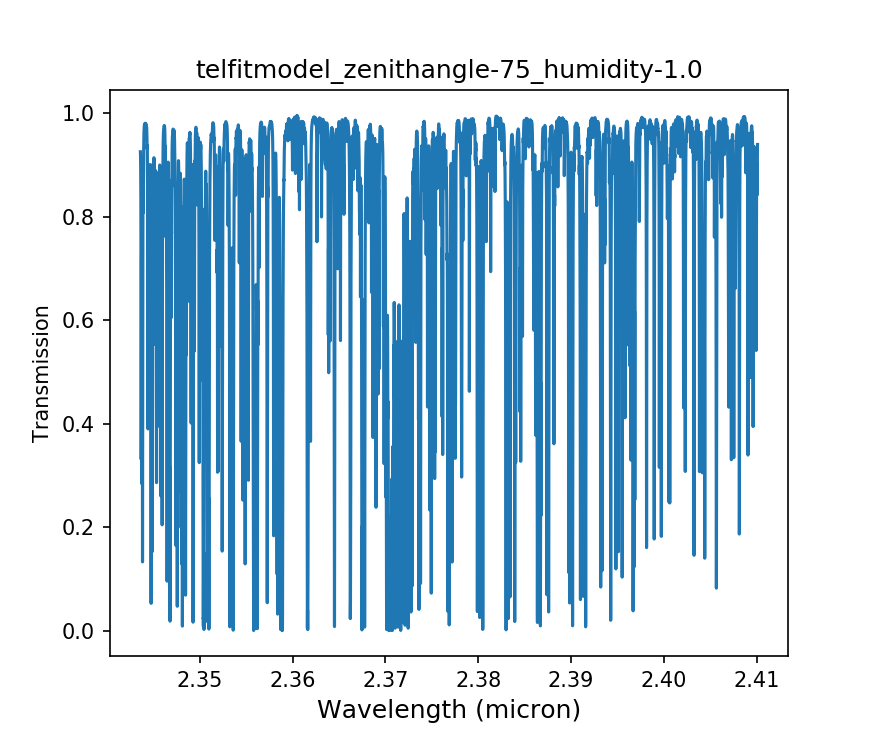 telfitmodel_zenithangle-75_humidity-1.0
1.0
0.8
0.6
0.4
0.2
0.0
Transmission
2.35 2.36 2.37 2.38 2.39 2.40 2.41
Wavelength (micron)